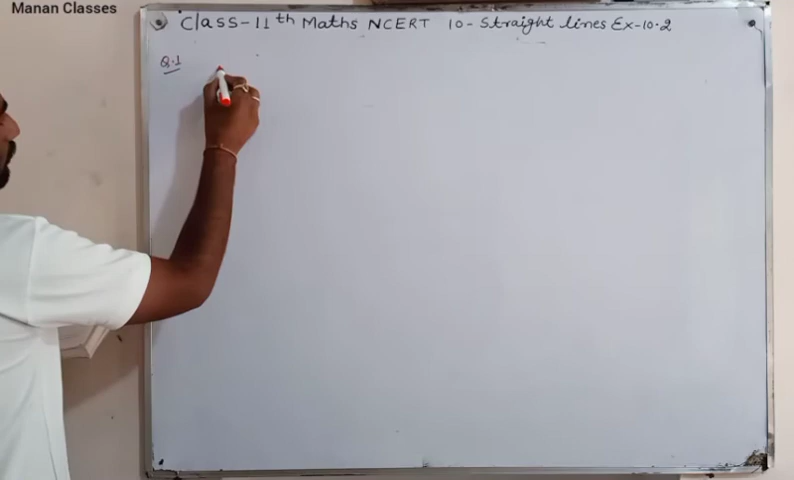 Manan Classes
Class-11th Maths NCERT 10-Straight lines Ex-10.2
Q.1